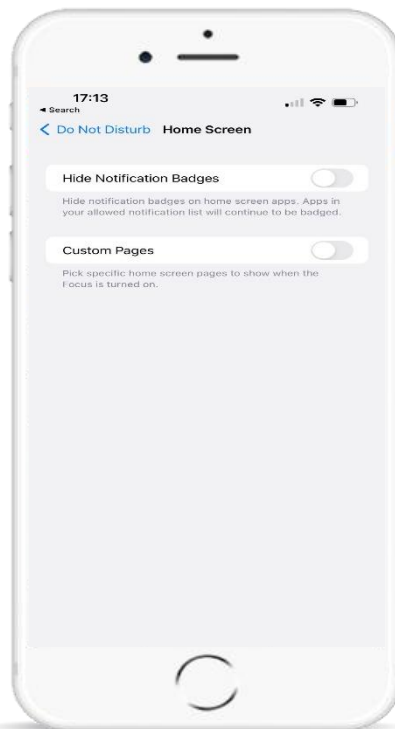 17:13
◂ Search
Do Not Disturb Home Screen
Hide Notification Badges
Hide notification badges on home screen apps. Apps in
your allowed notification list will continue to be badged.
Custom Pages
Pick specific home screen pages to show when the
Focus is turned on.